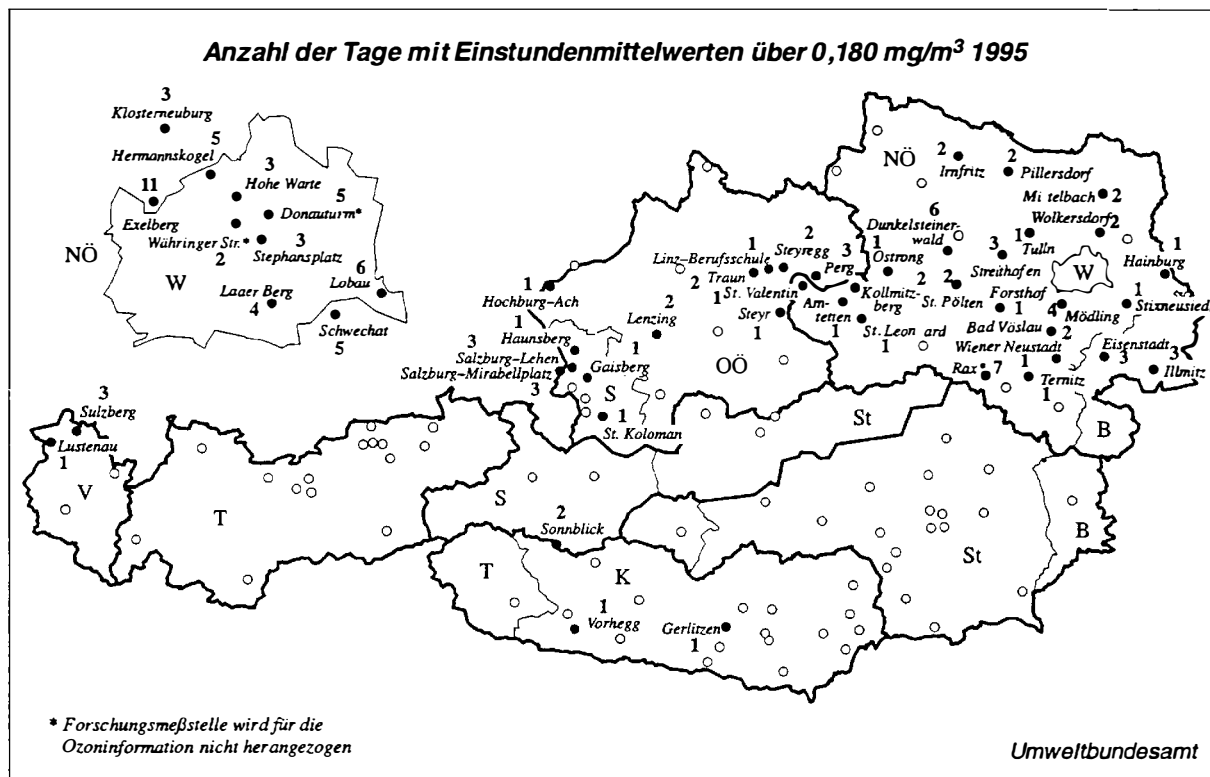 Anzahl der Tage mit Einstundenmittelwerten über 0,180 mg/m³ 1995
3
Klosterneuburg
5
Hermannskogel
3
Hohe Warte
11
Exelberg
5
Donauturm*
Währinger Str.*
2
3
Stephansplatz
NÖ
W
Laaer Berg
4
6
Lobau
Schwechat
5
NÖ
2
Irnfritz
2
Pillersdorf
Mi telbach
2
Wolkersdorf
2
6
Dunkelsteiner-
wald
1
Tulln
3
Streithofen
W
1
Hainburg
1
Ostrong
2
2
St. Pölten
Forsthof
1
4
Mödling
1
Stixneusiedl
Bad Vöslau
2
Wiener Neustadt
Eisenstadt
3
3
Illmitz
Rax*
7
1
Ternitz
1
1
Linz-Berufsschule
2
Steyregg
Traun
2
3
Perg
1
St. Valentin
Am-
stetten
1
Kollmitz-
berg
Steyr
1
St. Leon ard
1
1
Hochburg-Ach
2
Lenzing
1
1
Haunsberg
3
Salzburg-Lehen
Salzburg-Mirabellplatz
3
Gaisberg
OÖ
S
1
St. Koloman
St
B
3
Sulzberg
Lustenau
1
V
T
S
2
Sonnblick
St
B
T
K
1
Vorhegg
Gerlitzen
1
* Forschungsmeßstelle wird für die
Ozoninformation nicht herangezogen
Umweltbundesamt